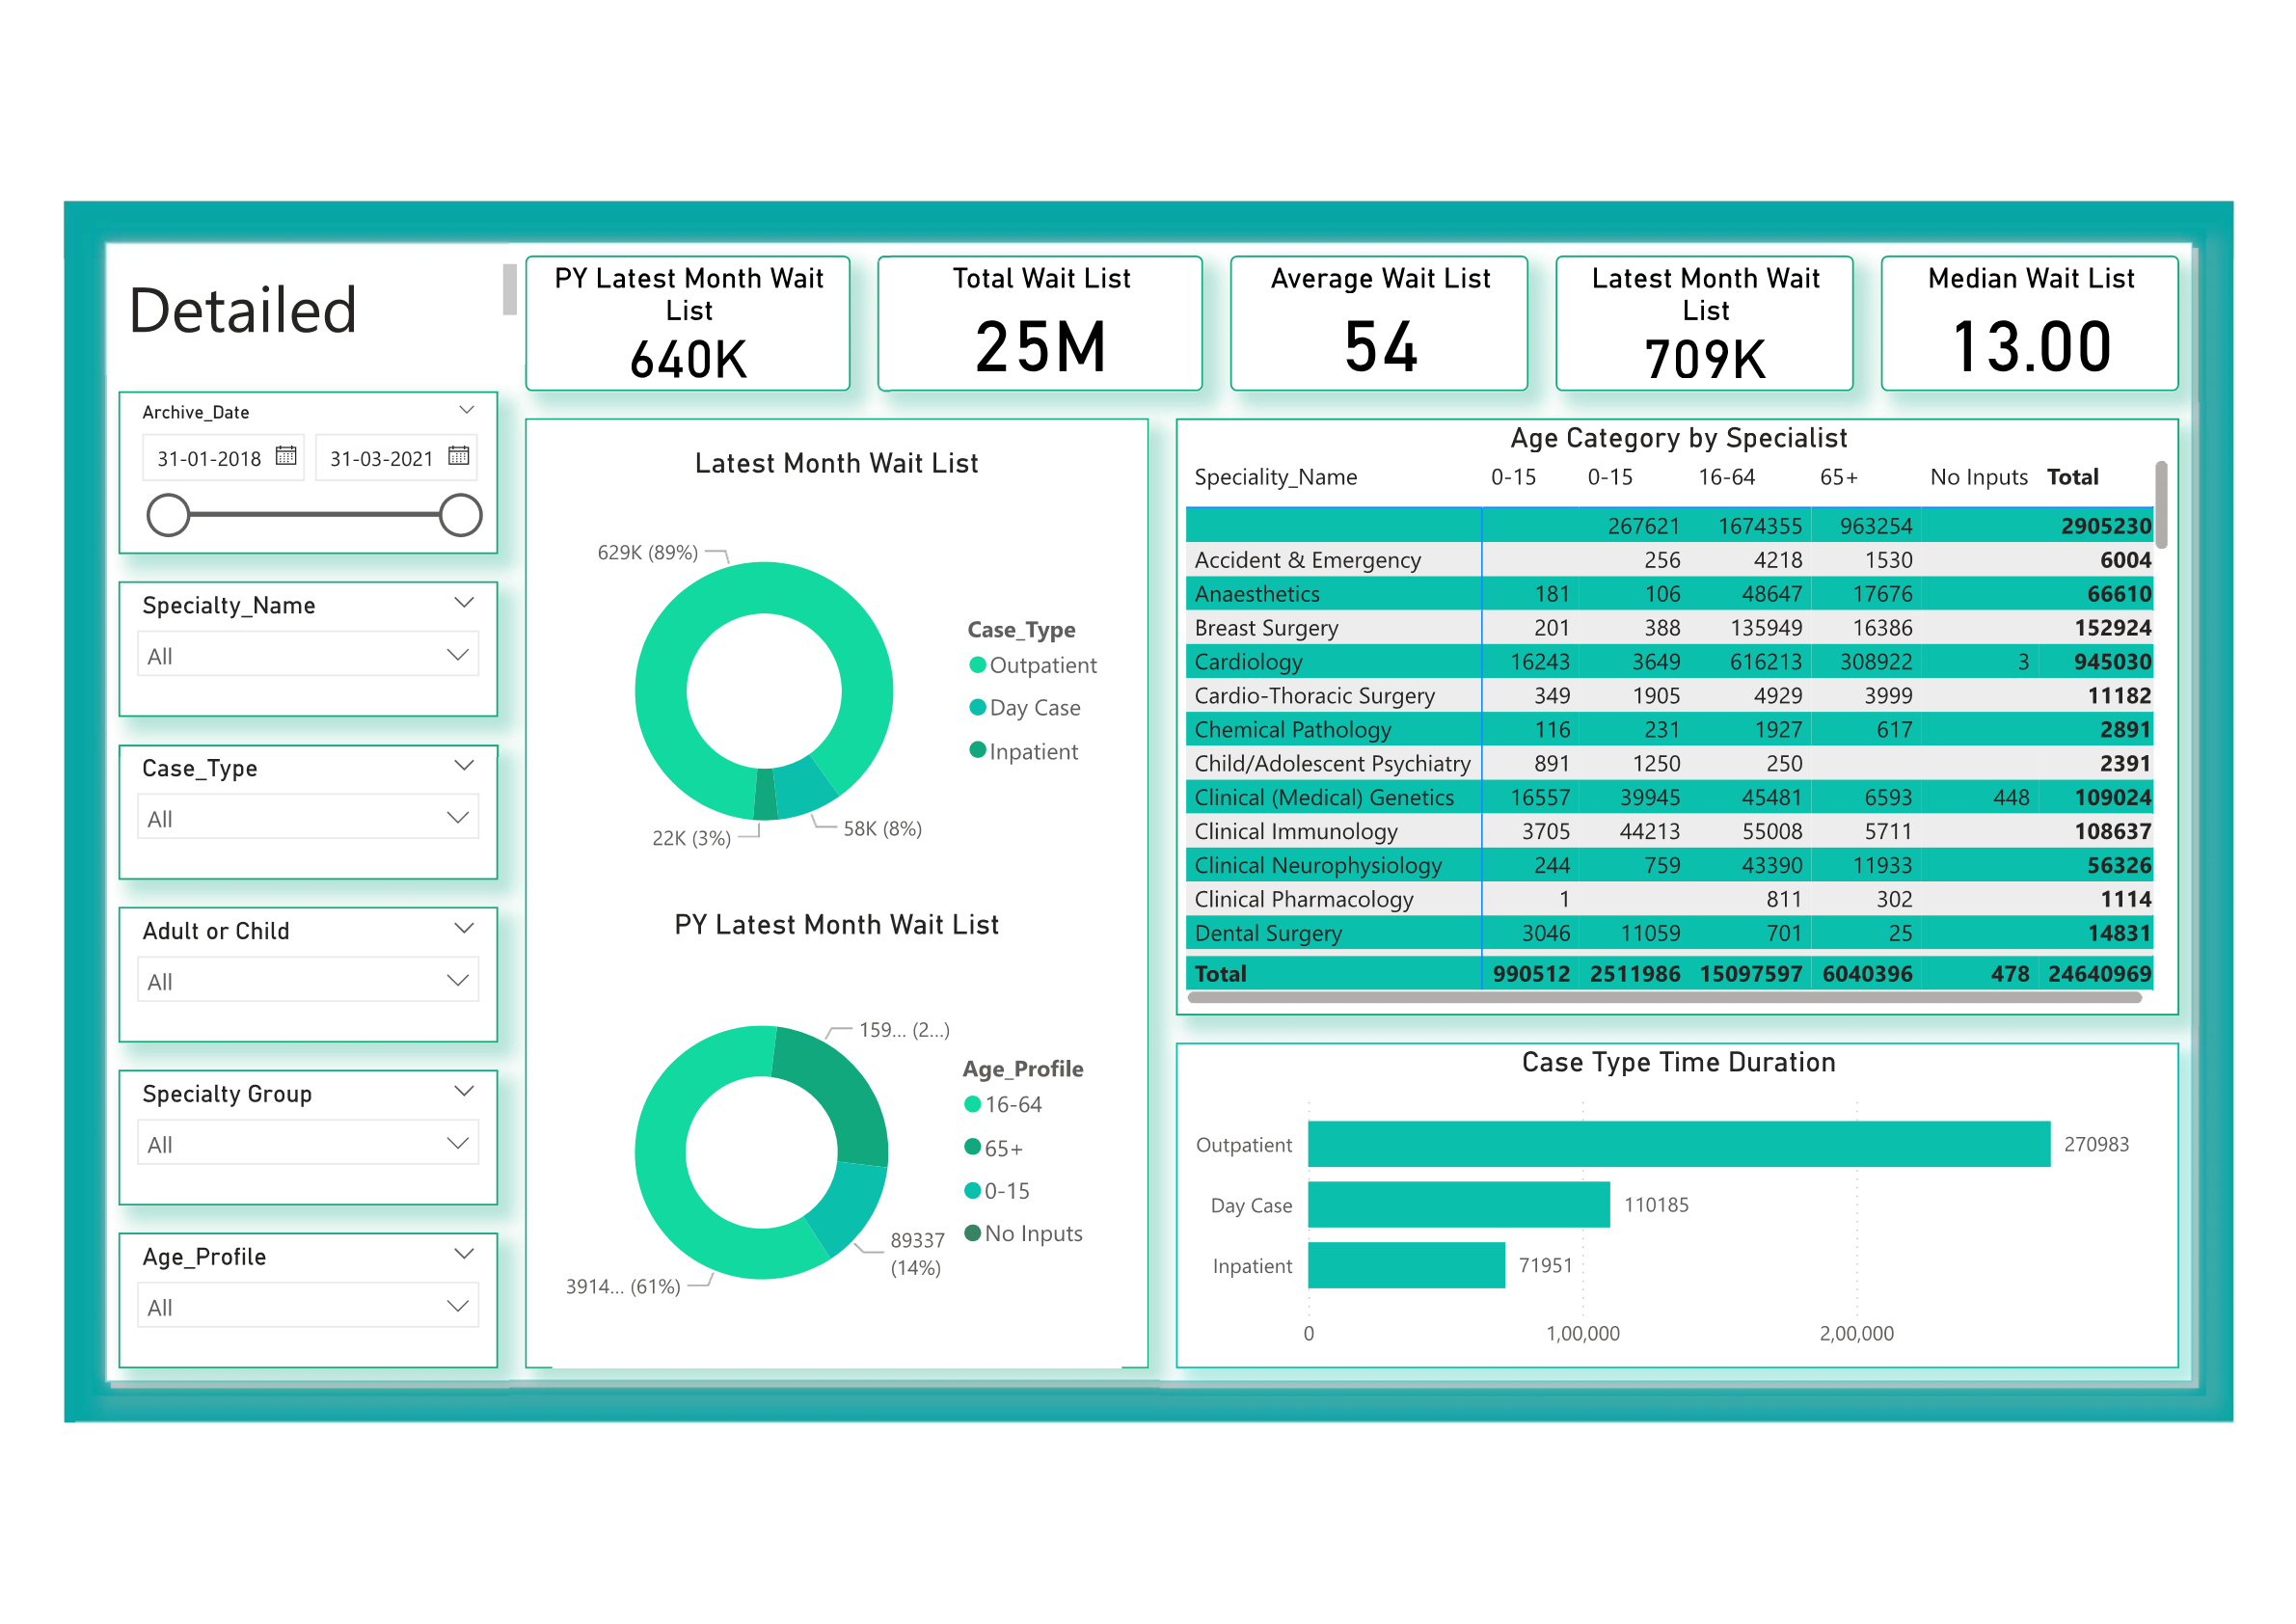 Detailed
PY Latest Month Wait
List
640K
Total Wait List
25M
Average Wait List
54
Latest Month Wait
List
709K
Median Wait List
13.00
Archive_Date
31-01-2018
31-03-2021
Specialty_Name
All
Case_Type
All
Adult or Child
All
Specialty Group
All
Age_Profile
All
Latest Month Wait List
629K (89%)
22K (3%)
58K (8%)
Case_Type
Outpatient
Day Case
Inpatient
PY Latest Month Wait List
159... (2...)
89337
(14%)
3914... (61%)
Age_Profile
16-64
65+
0-15
No Inputs
Age Category by Specialist
Speciality_Name 0-15 0-15 16-64 65+ No Inputs Total
267621 1674355 963254 2905230
Accident & Emergency 256 4218 1530 6004
Anaesthetics 181 106 48647 17676 66610
Breast Surgery 201 388 135949 16386 152924
Cardiology 16243 3649 616213 308922 3 945030
Cardio-Thoracic Surgery 349 1905 4929 3999 11182
Chemical Pathology 116 231 1927 617 2891
Child/Adolescent Psychiatry 891 1250 250 2391
Clinical (Medical) Genetics 16557 39945 45481 6593 448 109024
Clinical Immunology 3705 44213 55008 5711 108637
Clinical Neurophysiology 244 759 43390 11933 56326
Clinical Pharmacology 1 811 302 1114
Dental Surgery 3046 11059 701 25 14831
Total 990512 2511986 15097597 6040396 478 24640969
Case Type Time Duration
Outpatient 270983
Day Case 110185
Inpatient 71951
0 1,00,000 2,00,000